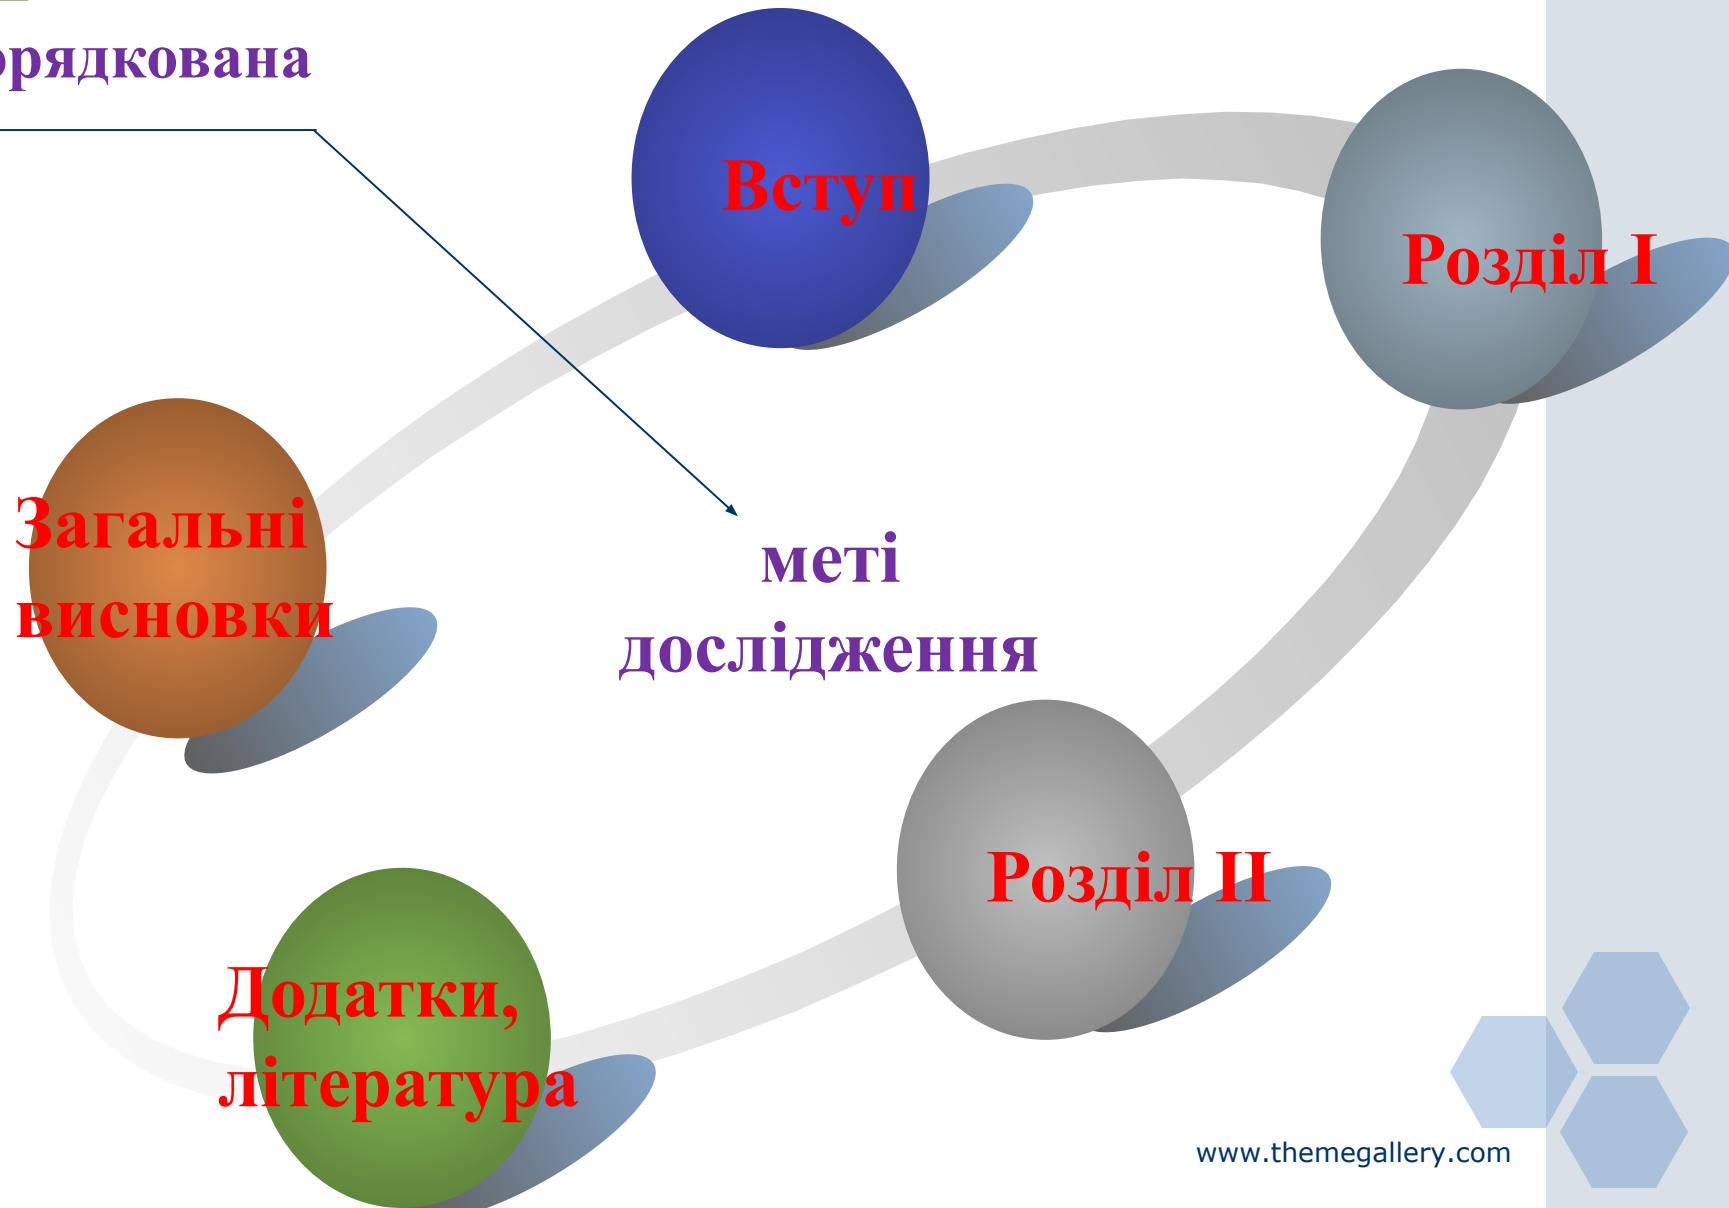 орядкована
Вступ
Розділ І
Загальні
висновки
меті
дослідження
Розділ ІІ
Додатки,
література
www.themegallery.com